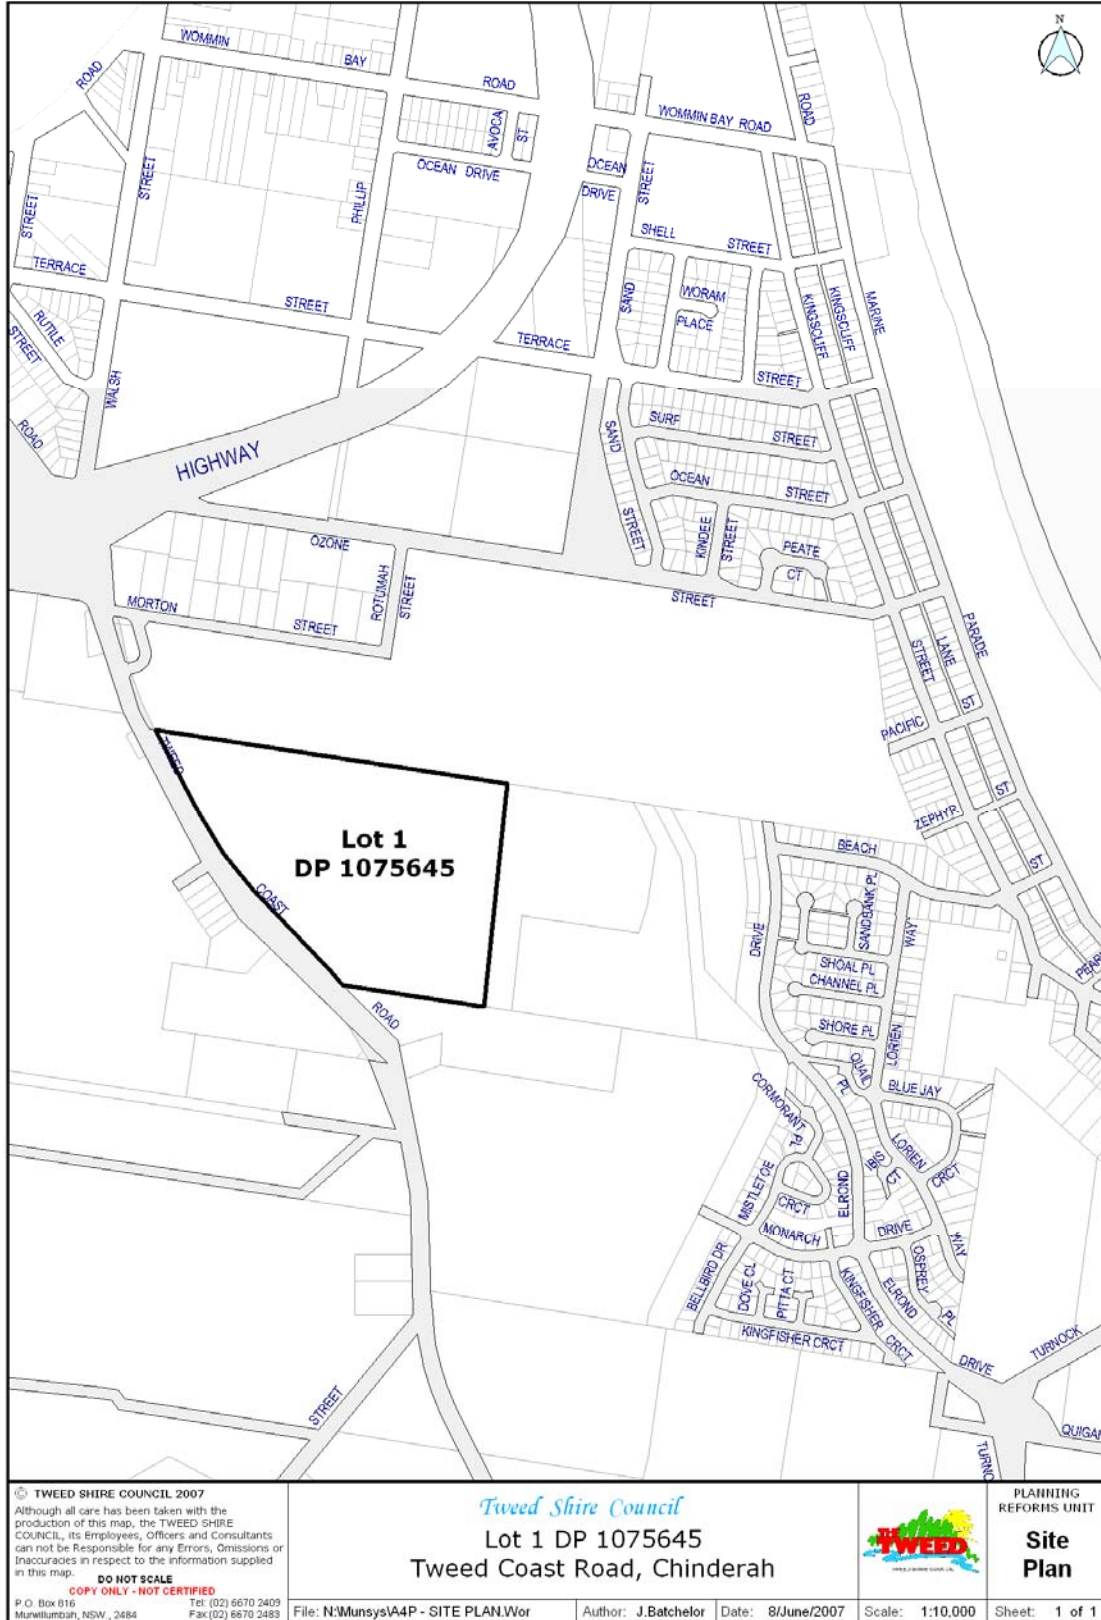 N
WOMMIN
BAY
ROAD
ROAD
ROAD
WOMMIN BAY ROAD
AVOCA
ST
OCEAN DRIVE
OCEAN
DRIVE
STREET
STREET
STREET
PHILLIP
SHELL
STREET
TERRACE
STREET
SAND
WORAM
PLACE
KINGSCLIFF
KINGSCLIFF
MARINE
RUTILE
STREET
TERRACE
STREET
WALSH
ROAD
SURF
STREET
SAND
HIGHWAY
OCEAN
STREET
STREET
KINDEE
STREET
PEATE
CT
OZONE
ROTUMAH
STREET
STREET
MORTON
STREET
STREET
LANE
PARADE
ST
PACIFIC
TWEED
ST
ZEPHYR
Lot 1
DP 1075645
BEACH
ST
COAST
SANDBANK PL
DRIVE
WAY
SHOAL PL
CHANNEL PL
PEARL
ROAD
SHORE PL
LORIEN
QUAIL
PL
CORMORANT
PL
BLUE JAY
LORIEN
CRCT
IBIS
CT
MISTLETOE
CRCT
ELROND
MONARCH
DRIVE
WAY
BELLBIRD DR
DOVE CL
PITTA CT
KINGFISHER
CRCT
ELROND
OSPREY
PL
KINGFISHER CRCT
DRIVE
TURNOCK
STREET
QUIGAN
TURNO
© TWEED SHIRE COUNCIL 2007
Although all care has been taken with the
production of this map, the TWEED SHIRE
COUNCIL, its Employees, Officers and Consultants
can not be Responsible for any Errors, Omissions or
Inaccuracies in respect to the information supplied
in this map.
DO NOT SCALE
COPY ONLY - NOT CERTIFIED
P.O. Box 816
Murwillumbah, NSW., 2484
Tel: (02) 6670 2409
Fax:(02) 6670 2483
Tweed Shire Council
Lot 1 DP 1075645
Tweed Coast Road, Chinderah
File: N:\Munsys\A4P - SITE PLAN.Wor
Author: J.Batchelor
Date: 8/June/2007
THE
TWEED
PLANNING
REFORMS UNIT
Site
Plan
Scale: 1:10,000
Sheet: 1 of 1